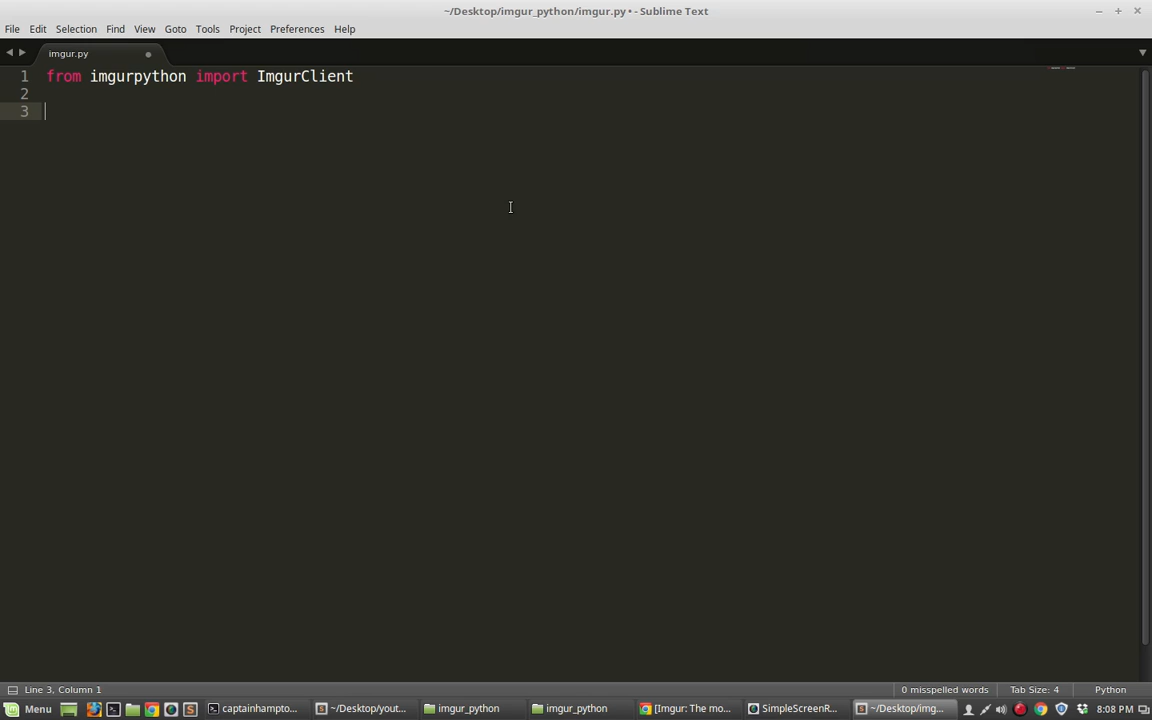 ~/Desktop/imgur_python/imgur.py • - Sublime Text
File Edit Selection Find View Goto Tools Project Preferences Help
imgur.py
1 from imgurpython import ImgurClient
2
3
Line 3, Column 1 0 misspelled words Tab Size: 4 Python
Menu captainhampto... ~/Desktop/yout... imgur_python imgur_python [Imgur: The mo... SimpleScreenR... ~/Desktop/img... 8:08 PM